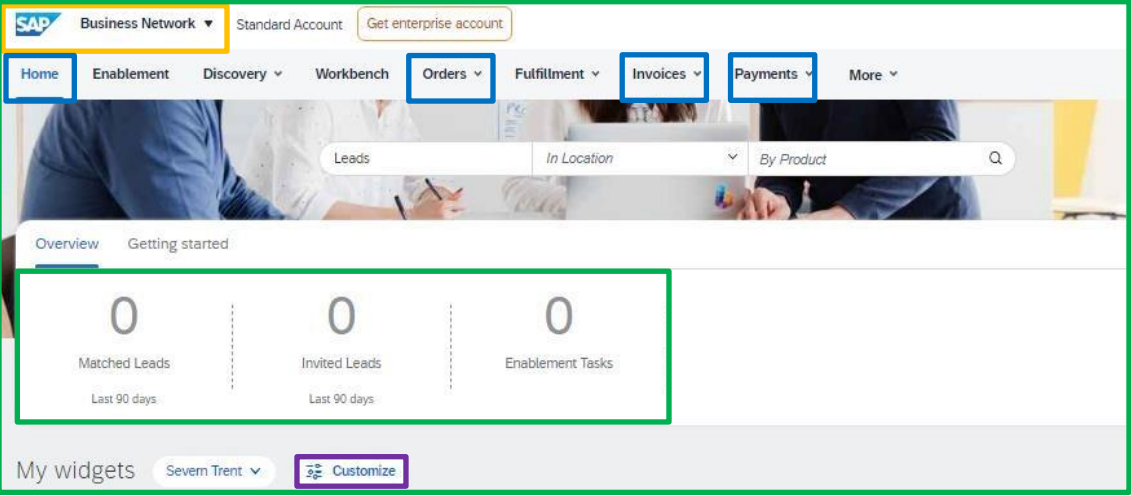 SAP Business Network Standard Account Get enterprise account
Home Enablement Discovery Workbench Orders Fulfillment Invoices Payments More
Leads In Location By Product
Overview Getting started
0 0 0
Matched Leads Invited Leads Enablement Tasks
Last 90 days Last 90 days
My widgets Severn Trent Customize